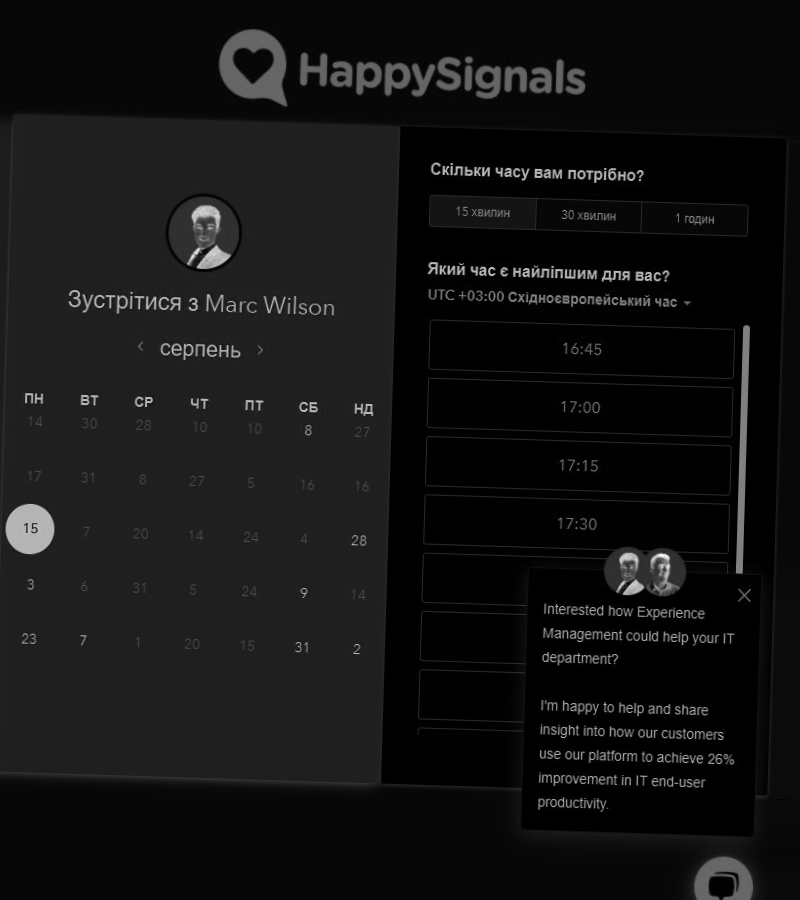 HappySignals
Зустрітися з Marc Wilson
серпень
ПН ВТ СР ЧТ ПТ СБ НД
14 30 28 10 10 8 27
17 31 8 27 5 16 16
15 7 20 14 24 4 28
3 6 31 5 24 9 14
23 7 1 20 15 31 2
Скільки часу вам потрібно?
15 хвилин 30 хвилин 1 годин
Який час є найліпшим для вас?
UTC +03:00 Східноєвропейський час
16:45
17:00
17:15
17:30
Interested how Experience
Management could help your IT
department?
I'm happy to help and share
insight into how our customers
use our platform to achieve 26%
improvement in IT end-user
productivity.